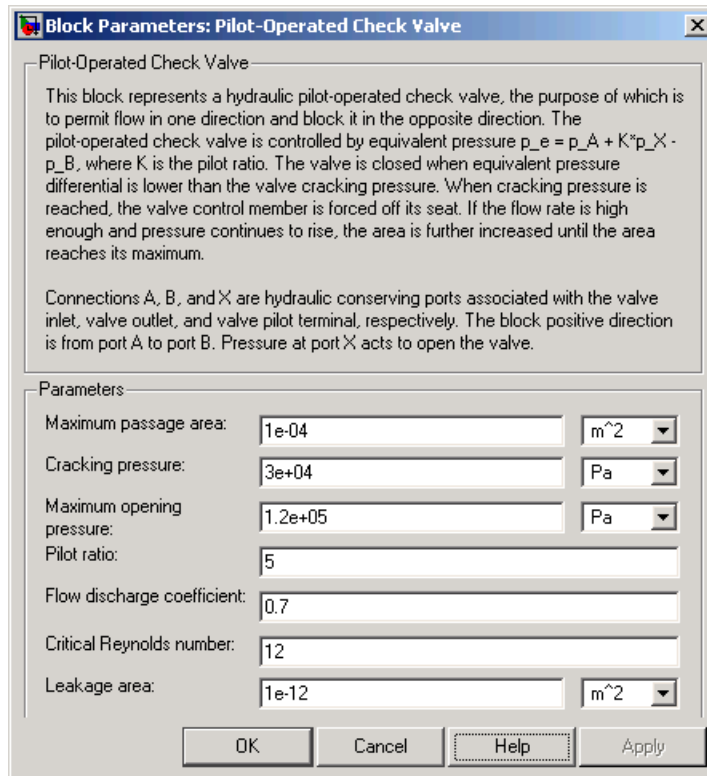 Block Parameters: Pilot-Operated Check Valve
Pilot-Operated Check Valve
This block represents a hydraulic pilot-operated check valve, the purpose of which is
to permit flow in one direction and block it in the opposite direction. The
pilot-operated check valve is controlled by equivalent pressure p_e = p_A + K*p_X -
p_B, where K is the pilot ratio. The valve is closed when equivalent pressure
differential is lower than the valve cracking pressure. When cracking pressure is
reached, the valve control member is forced off its seat. If the flow rate is high
enough and pressure continues to rise, the area is further increased until the area
reaches its maximum.
Connections A, B, and X are hydraulic conserving ports associated with the valve
inlet, valve outlet, and valve pilot terminal, respectively. The block positive direction
is from port A to port B. Pressure at port X acts to open the valve.
Parameters
Maximum passage area: 1e-04 m^2
Cracking pressure: 3e+04 Pa
Maximum opening
pressure: 1.2e+05 Pa
Pilot ratio: 5
Flow discharge coefficient: 0.7
Critical Reynolds number: 12
Leakage area: 1e-12 m^2
OK Cancel Help Apply